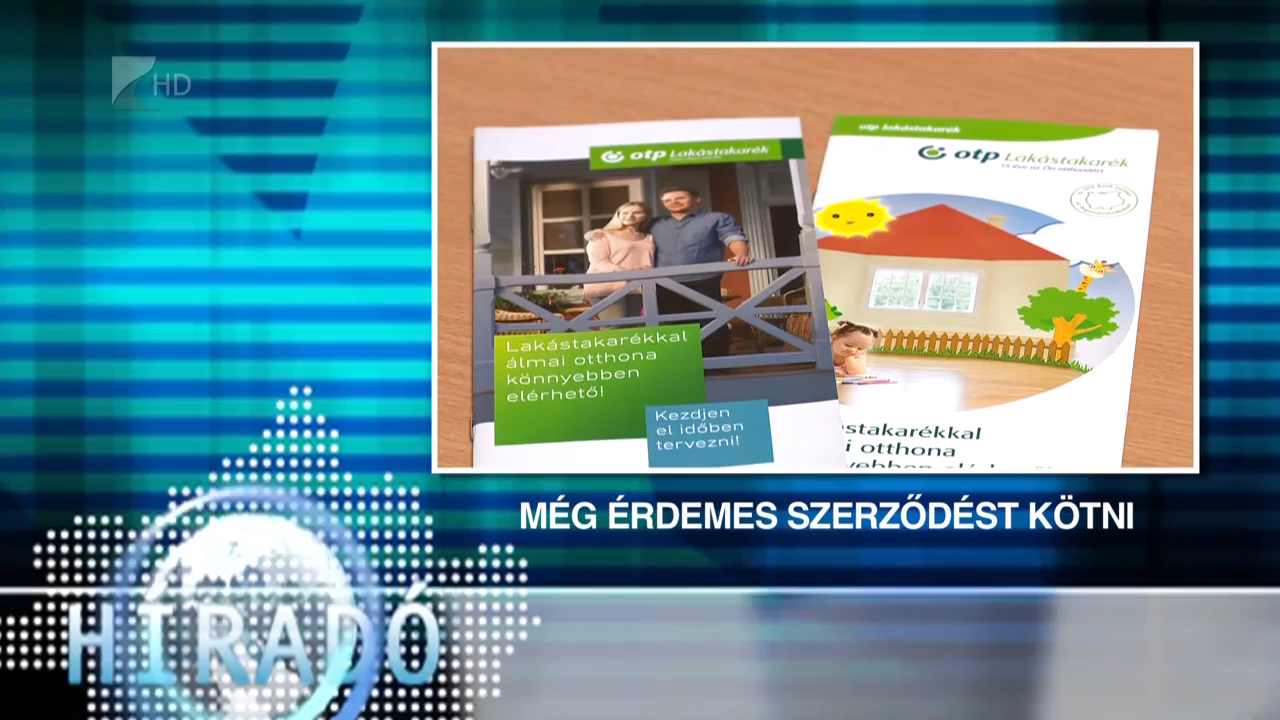 HD
otp Lakástakarék
Lakástakarékkal
álmai otthona
könnyebben
elérhető!
Kezdjen
el időben
tervezni!
otp lakástakarék
otp Lakástakarék
otthona
MÉG ÉRDEMES SZERZŐDÉST KÖTNI
HÍRADÓ